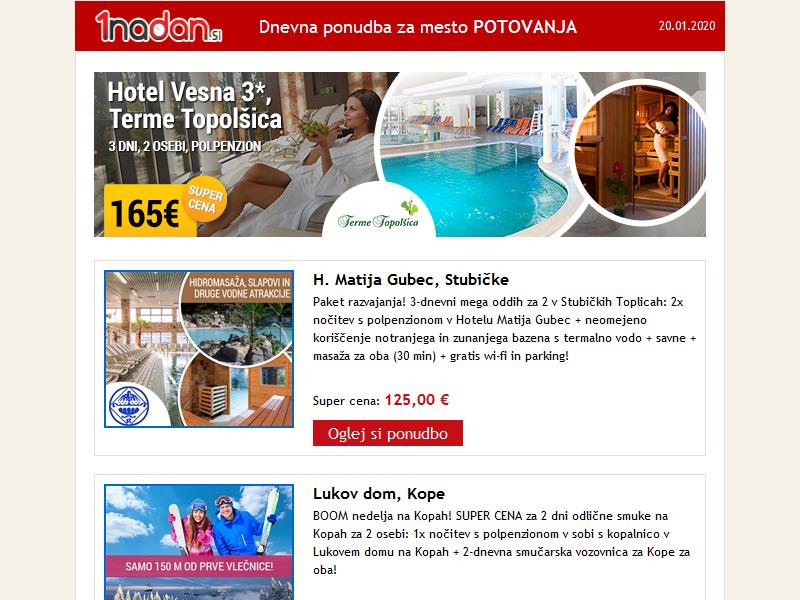 1nadan.si
Dnevna ponudba za mesto POTOVANJA
20.01.2020
Hotel Vesna 3*,
Terme Topolšica
3 DNI, 2 OSEBI, POLPENZION
165€
SUPER
CENA
Terme Topolšica
HIDROMASAŽA, SLAPOVI IN
DRUGE VODNE ATRAKCIJE
H. Matija Gubec, Stubičke
Paket razvajanja! 3-dnevni mega oddih za 2 v Stubičkih Toplicah: 2x
nočitev s polpenzionom v Hotelu Matija Gubec + neomejeno
koriščenje notranjega in zunanjega bazena s termalno vodo + savne +
masaža za oba (30 min) + gratis wi-fi in parking!
Super cena: 125,00 €
Oglej si ponudbo
SAMO 150 M OD PRVE VLEČNICE!
Lukov dom, Kope
BOOM nedelja na Kopah! SUPER CENA za 2 dni odlične smuke na
Kopah za 2 osebi: 1x nočitev s polpenzionom v sobi s kopalnico v
Lukovem domu na Kopah + 2-dnevna smučarska vozovnica za Kope za
oba!